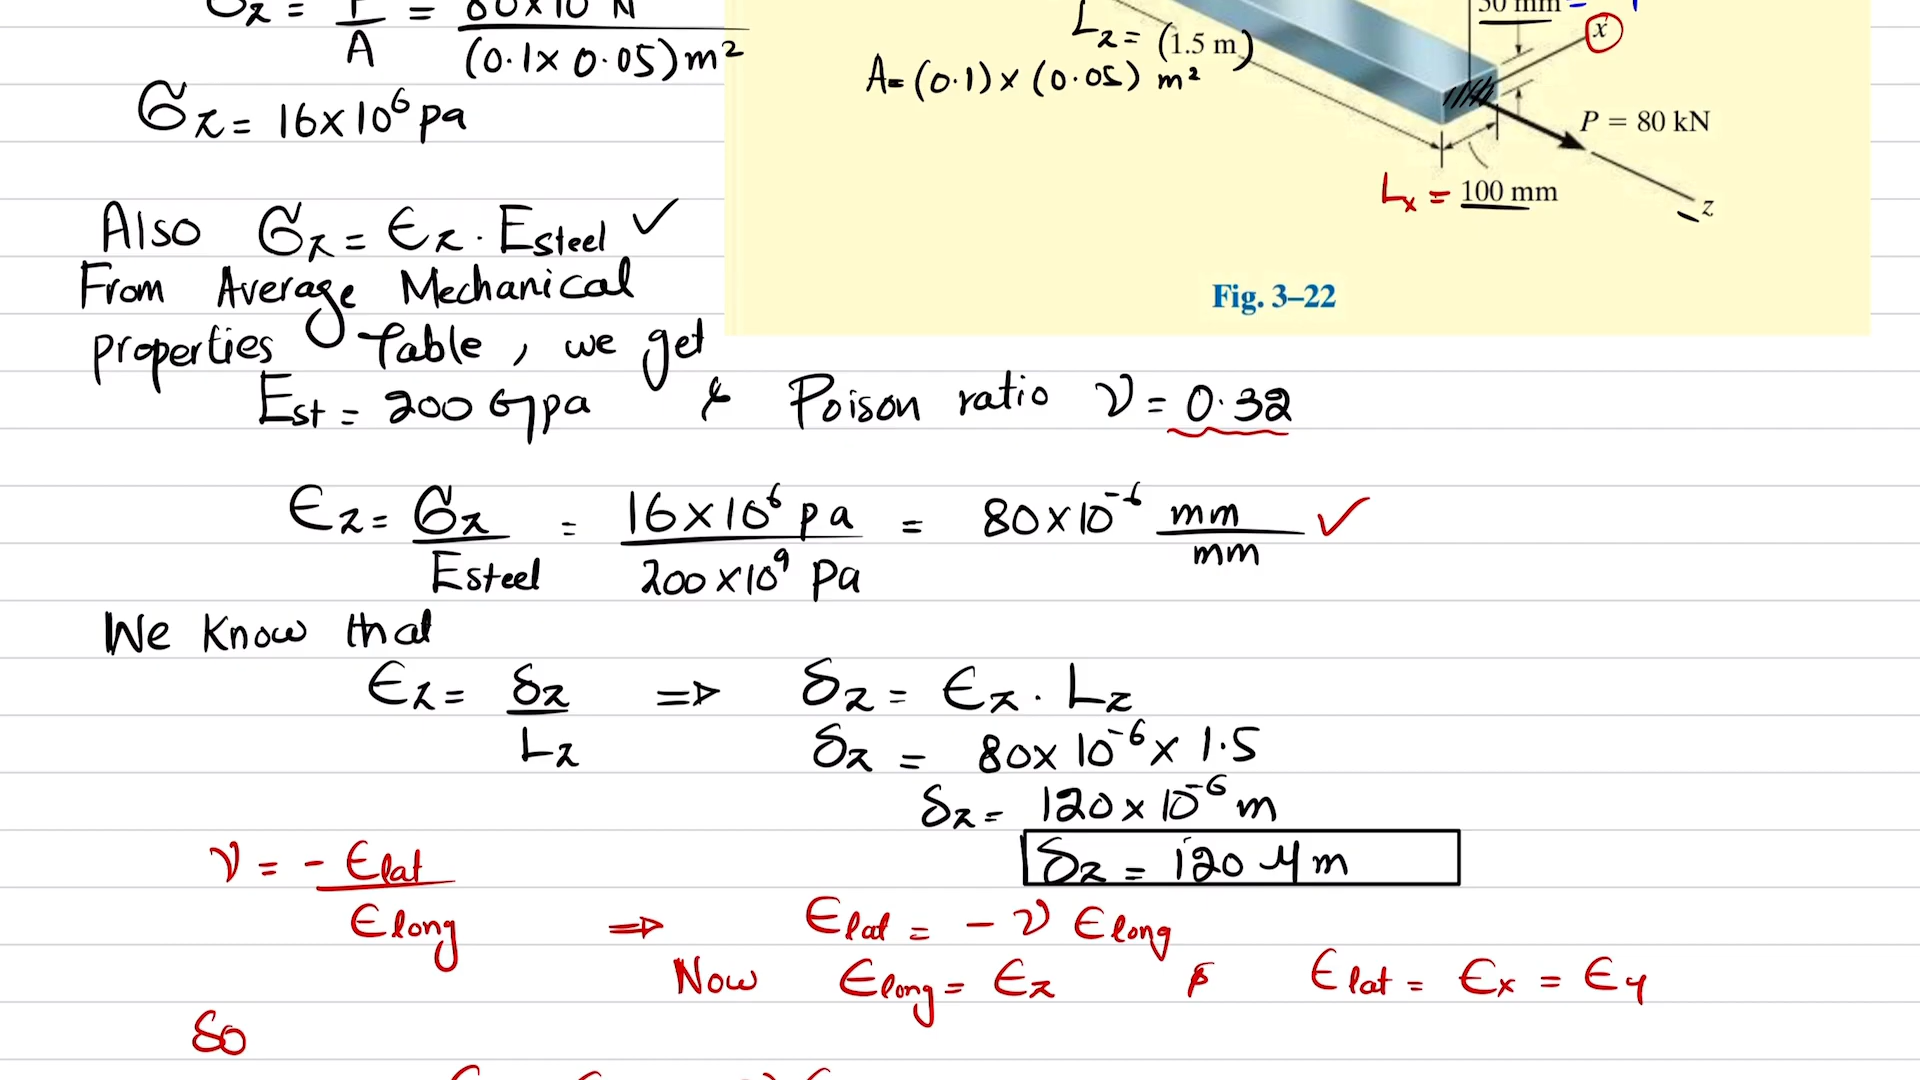 σz = P/A = 80×10 N / (0.1×0.05)m²
σz = 16×10⁶ pa
Lz = (1.5 m)
A = (0.1)×(0.05) m²
50 mm =
x
P = 80 kN
Lx = 100 mm
z
Fig. 3–22
Also σz = ϵz · Esteel ✓
From Average Mechanical
properties Table, we get
Est = 200 Gpa & Poison ratio ν = 0.32
ϵz = σz/Esteel = 16×10⁶ pa / 200×10⁹ Pa = 80×10⁻⁶ mm/mm ✓
We Know that
ϵz = δz/Lz => δz = ϵz · Lz
δz = 80×10⁻⁶ × 1.5
δz = 120×10⁻⁶ m
δz = 120 μm
ν = - ϵlat/ϵlong => ϵlat = - ν ϵlong
Now ϵlong = ϵz & ϵlat = ϵx = ϵy
So